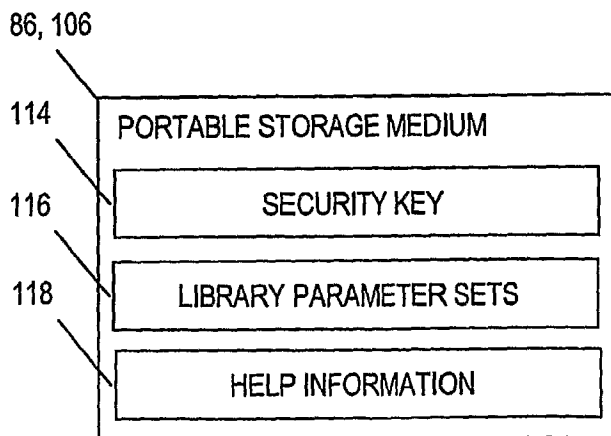 86, 106
114
PORTABLE STORAGE MEDIUM
SECURITY KEY
116
LIBRARY PARAMETER SETS
118
HELP INFORMATION